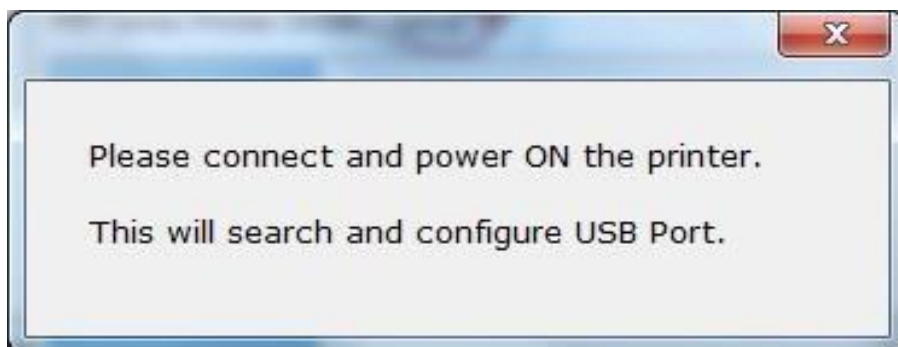 Please connect and power ON the printer.
This will search and configure USB Port.